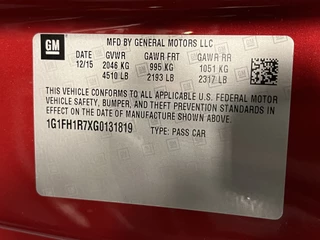 GM
MFD BY GENERAL MOTORS LLC
DATE GVWR GAWR FRT GAWR RR
12/15 2046 KG 995 KG 1051 KG
4510 LB 2193 LB 2317 LB
THIS VEHICLE CONFORMS TO ALL APPLICABLE U.S. FEDERAL MOTOR
VEHICLE SAFETY, BUMPER, AND THEFT PREVENTION STANDARDS IN
EFFECT ON THE DATE OF MANUFACTURE SHOWN ABOVE.
1G1FH1R7XG0131819 TYPE: PASS CAR